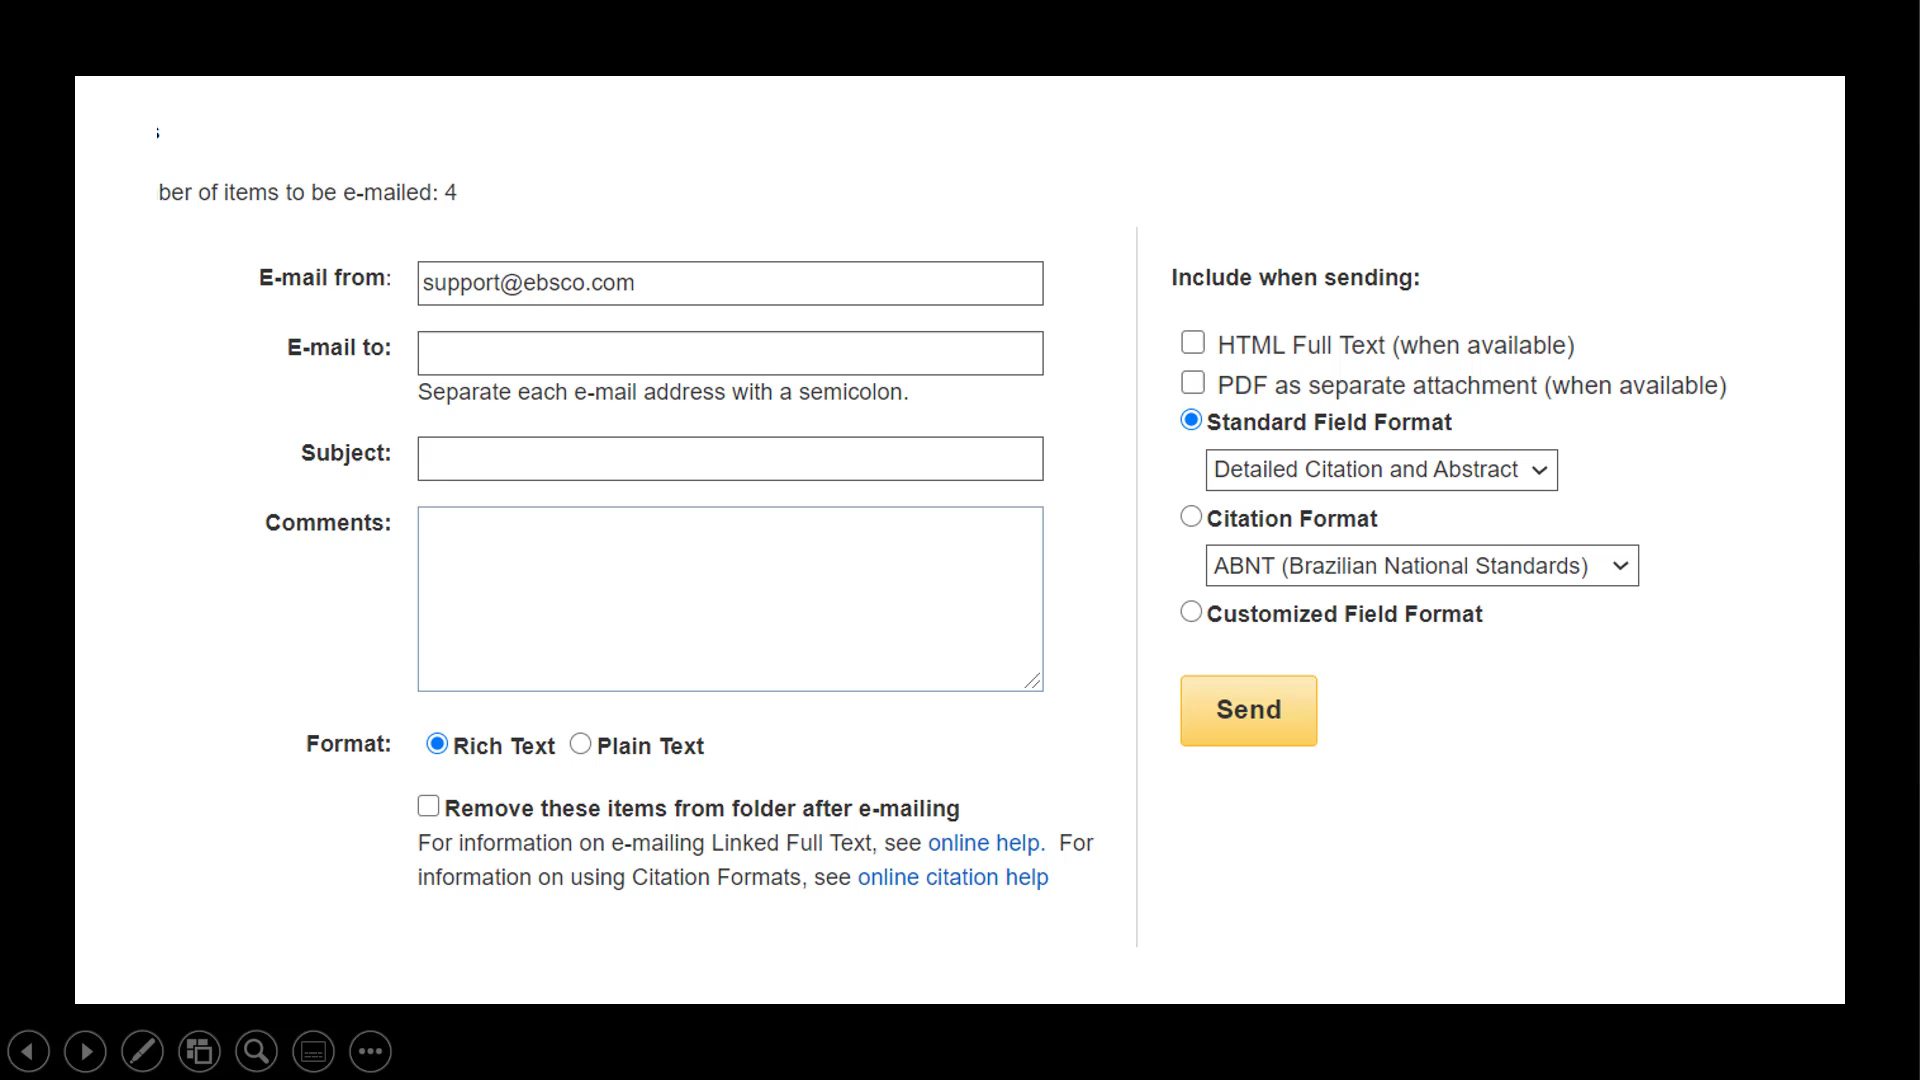 ber of items to be e-mailed: 4
E-mail from:
support@ebsco.com
E-mail to:
Separate each e-mail address with a semicolon.
Subject:
Comments:
Format:
Rich Text Plain Text
Remove these items from folder after e-mailing
For information on e-mailing Linked Full Text, see online help. For
information on using Citation Formats, see online citation help
Include when sending:
HTML Full Text (when available)
PDF as separate attachment (when available)
Standard Field Format
Detailed Citation and Abstract
Citation Format
ABNT (Brazilian National Standards)
Customized Field Format
Send